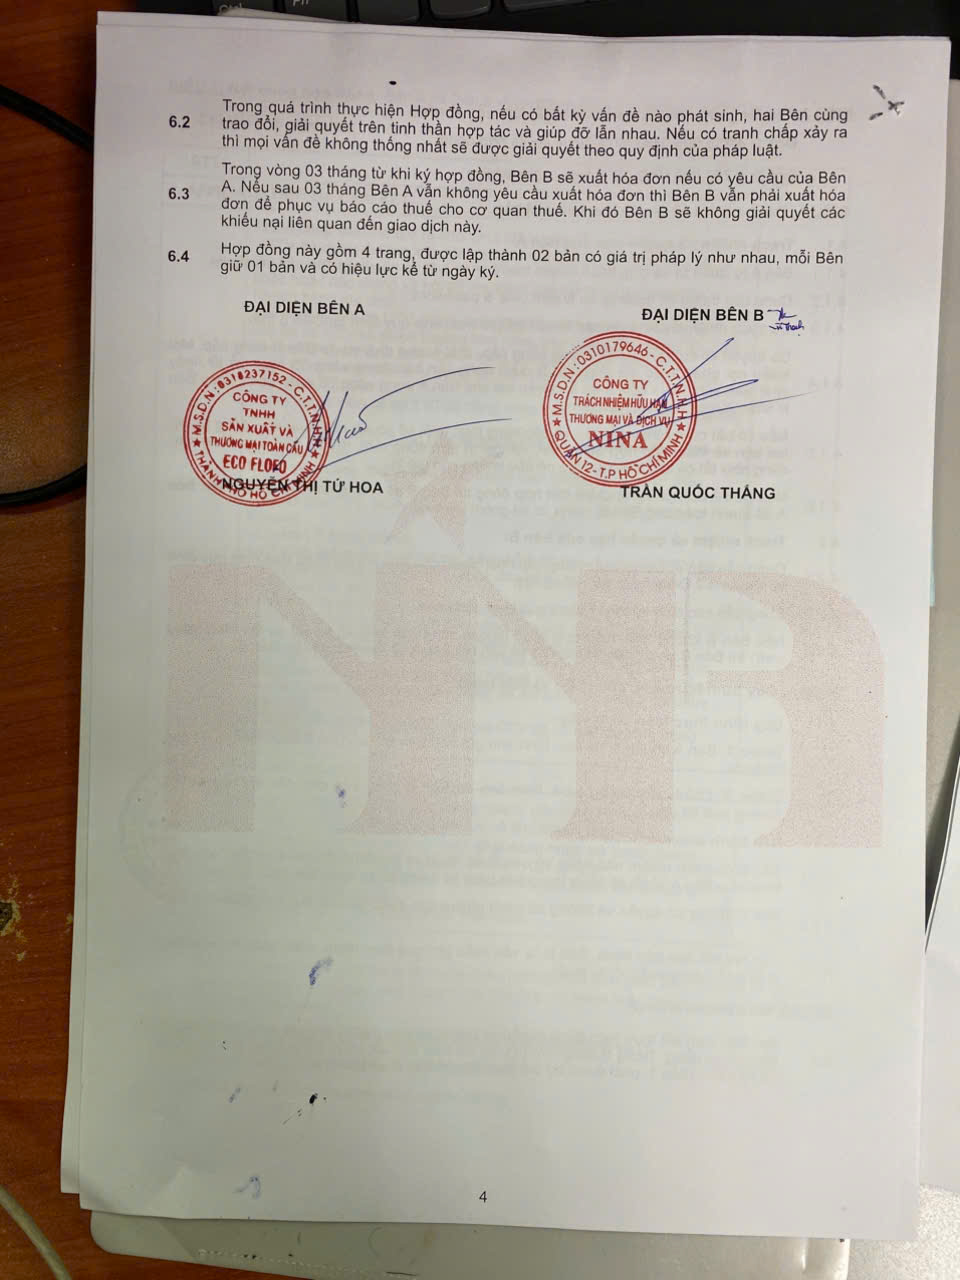 Ctrl
Fn
Trong quá trình thực hiện Hợp đồng, nếu có bất kỳ vấn đề nào phát sinh, hai Bên cùng
6.2 trao đổi, giải quyết trên tinh thần hợp tác và giúp đỡ lẫn nhau. Nếu có tranh chấp xảy ra
thì mọi vấn đề không thống nhất sẽ được giải quyết theo quy định của pháp luật.
Trong vòng 03 tháng từ khi ký hợp đồng, Bên B sẽ xuất hóa đơn nếu có yêu cầu của Bên
6.3 A. Nếu sau 03 tháng Bên A vẫn không yêu cầu xuất hóa đơn thì Bên B vẫn phải xuất hóa
đơn để phục vụ báo cáo thuế cho cơ quan thuế. Khi đó Bên B sẽ không giải quyết các
khiếu nại liên quan đến giao dịch này.
6.4 Hợp đồng này gồm 4 trang, được lập thành 02 bản có giá trị pháp lý như nhau, mỗi Bên
giữ 01 bản và có hiệu lực kể từ ngày ký.
ĐẠI DIỆN BÊN A
ĐẠI DIỆN BÊN B
M.S.D.N: 0318237152 - C.T.T.N.H.H
CÔNG TY
TNHH
SẢN XUẤT VÀ
THƯƠNG MẠI TOÀN CẦU
ECO FLORO
THÀNH PHỐ HỒ CHÍ MINH
M.S.D.N: 0310179646 - C.T.T.N.H.H
CÔNG TY
TRÁCH NHIỆM HỮU HẠN
THƯƠNG MẠI VÀ DỊCH VỤ
NINA
QUẬN 12 - T.P HỒ CHÍ MINH
NGUYỄN THỊ TỨ HOA
TRẦN QUỐC THẮNG
4